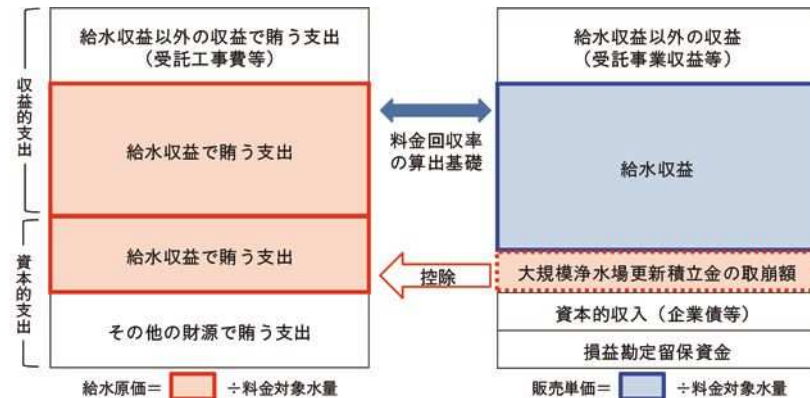 収益的支出
資本的支出
給水収益以外の収益で賄う支出
(受託工事費等)
給水収益で賄う支出
給水収益で賄う支出
その他の財源で賄う支出
給水原価= ÷料金対象水量
料金回収率
の算出基礎
控除
給水収益以外の収益
(受託事業収益等)
給水収益
大規模浄水場更新積立金の取崩額
資本的収入(企業債等)
損益勘定留保資金
販売単価= ÷料金対象水量